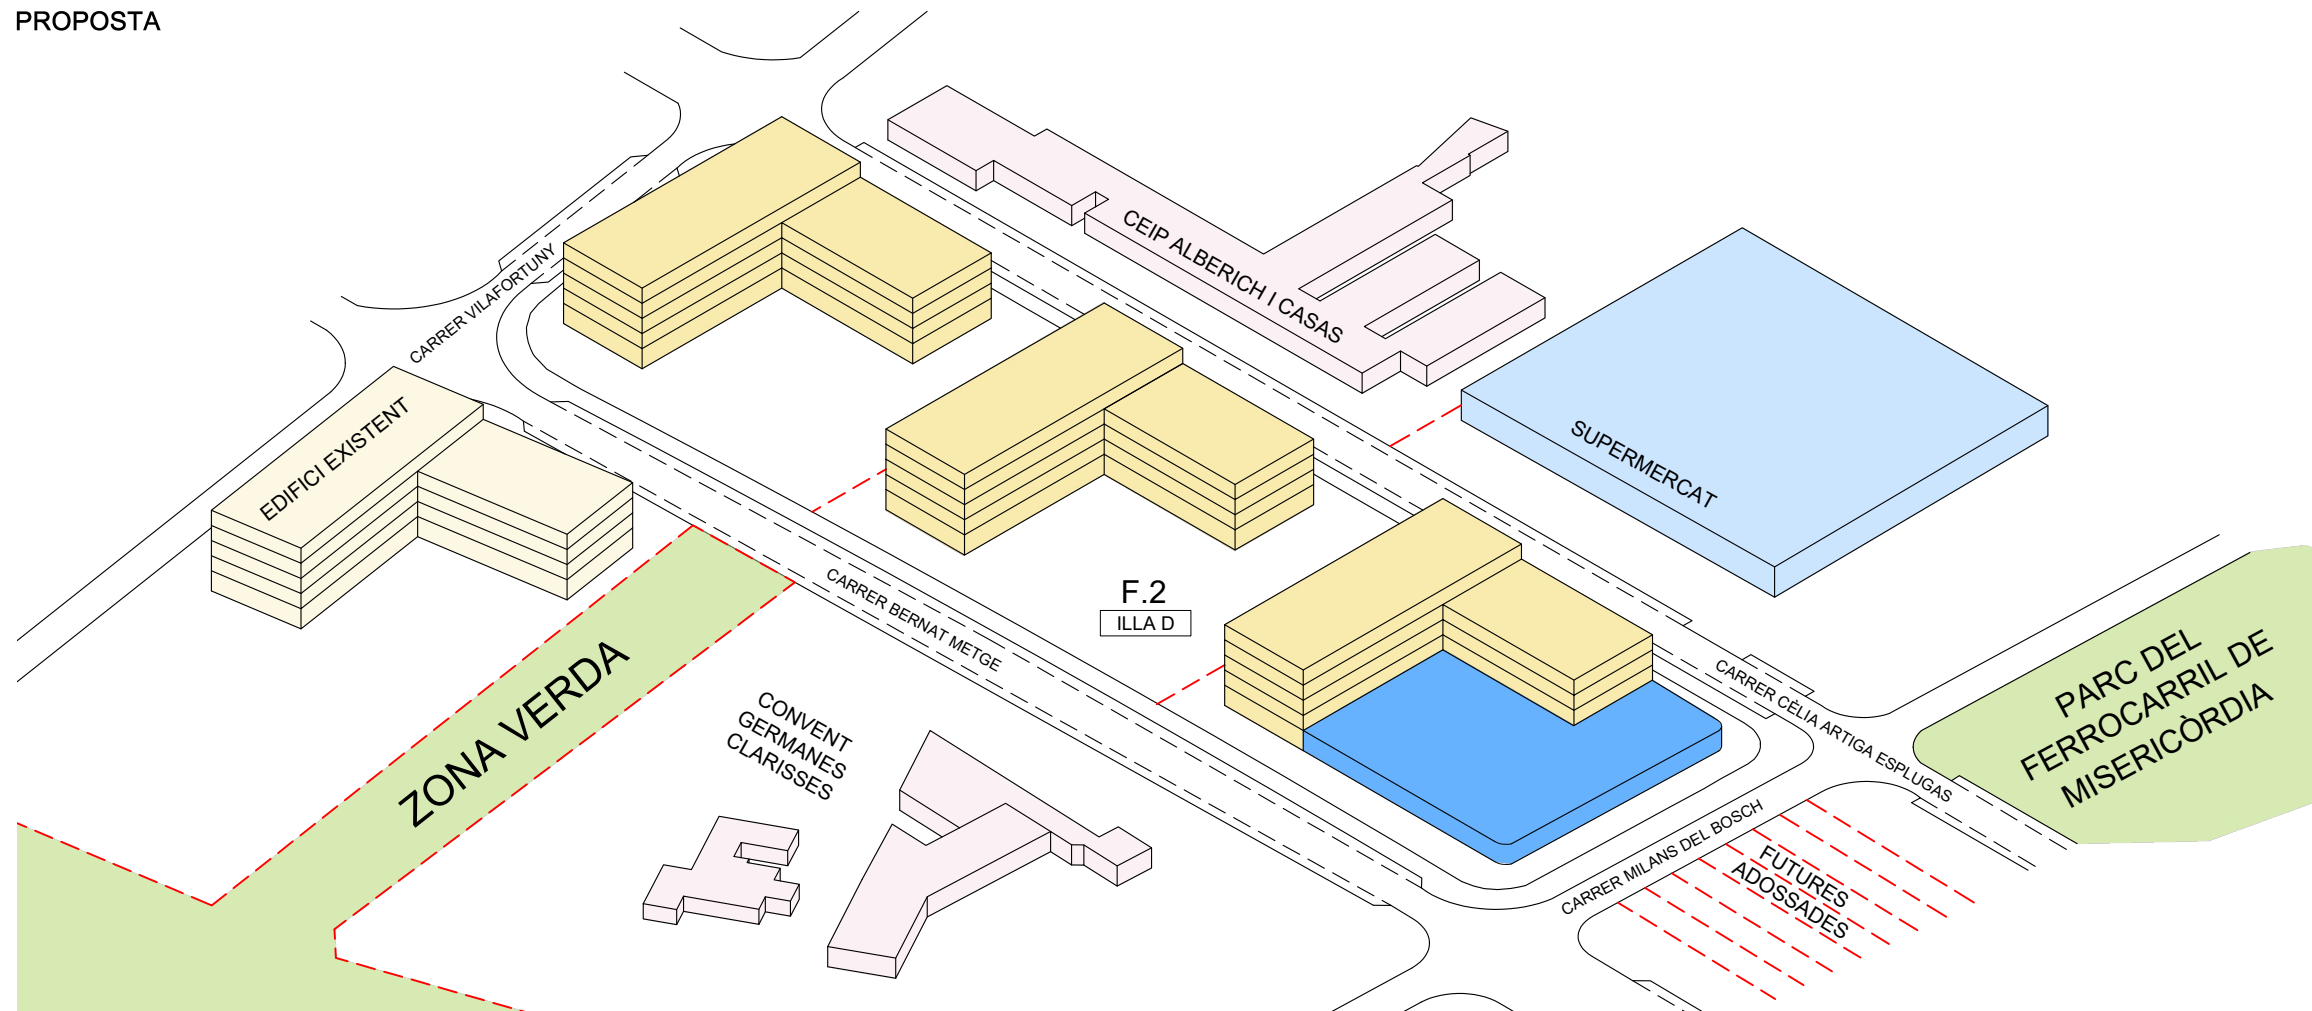 PROPOSTA
CARRER VILAFORTUNY
CEIP ALBERICH I CASAS
EDIFICI EXISTENT
SUPERMERCAT
CARRER BERNAT METGE
F.2
ILLA D
ZONA VERDA
CONVENT
GERMANES
CLARISSES
CARRER CÈLIA ARTIGA ESPLUGAS
PARC DEL
FERROCARRIL DE
MISERICÒRDIA
CARRER MILANS DEL BOSCH
FUTURES
ADOSSADES